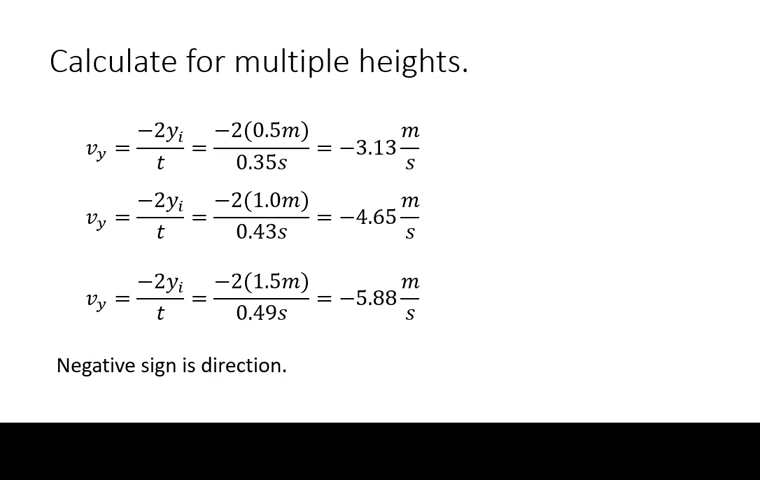 Calculate for multiple heights.
v_y = −2y_i / t = −2(0.5m) / 0.35s = −3.13 m/s
v_y = −2y_i / t = −2(1.0m) / 0.43s = −4.65 m/s
v_y = −2y_i / t = −2(1.5m) / 0.49s = −5.88 m/s
Negative sign is direction.